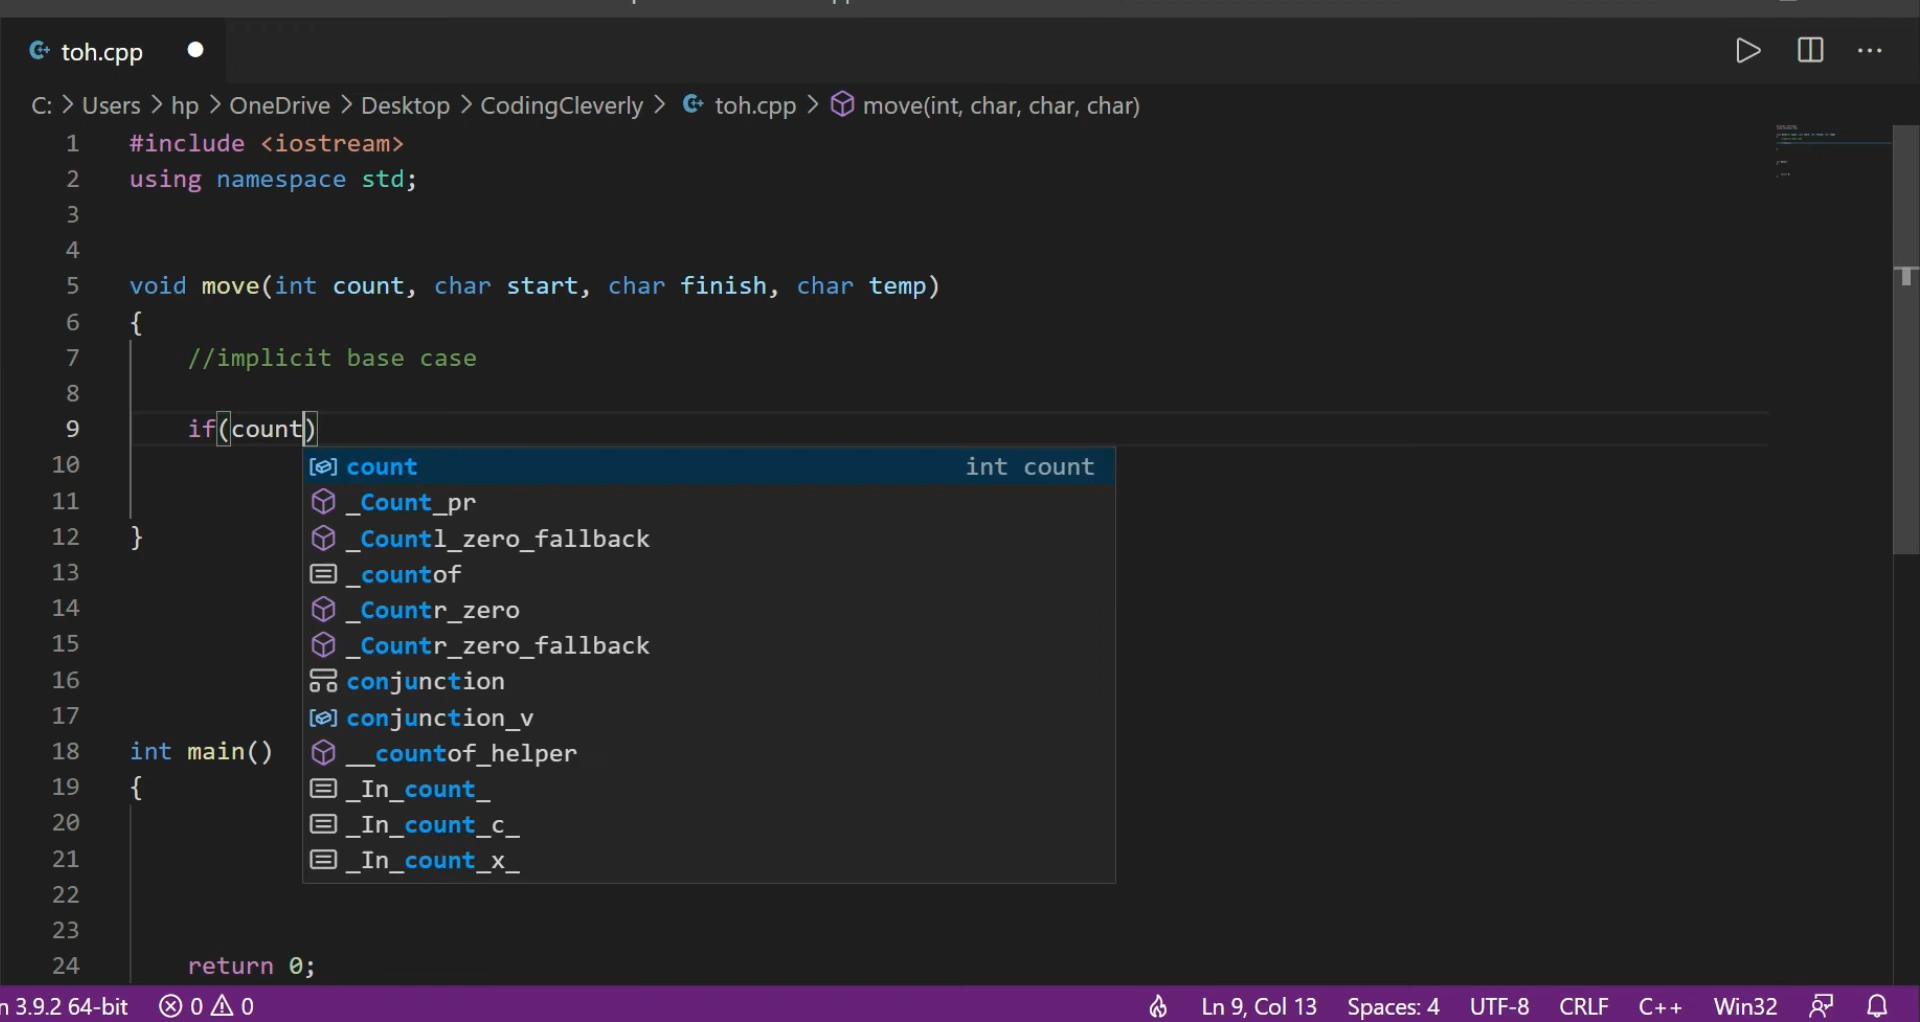 toh.cpp
C: > Users > hp > OneDrive > Desktop > CodingCleverly > toh.cpp > move(int, char, char, char)
1 #include <iostream>
2 using namespace std;
3
4
5 void move(int count, char start, char finish, char temp)
6 {
7 //implicit base case
8
9 if(count)
10 count int count
11 _Count_pr
12 } _Countl_zero_fallback
13 _countof
14 _Countr_zero
15 _Countr_zero_fallback
16 conjunction
17 conjunction_v
18 int main() __countof_helper
19 { _In_count_
20 _In_count_c_
21 _In_count_x_
22
23
24 return 0;
n 3.9.2 64-bit 0 0 Ln 9, Col 13 Spaces: 4 UTF-8 CRLF C++ Win32